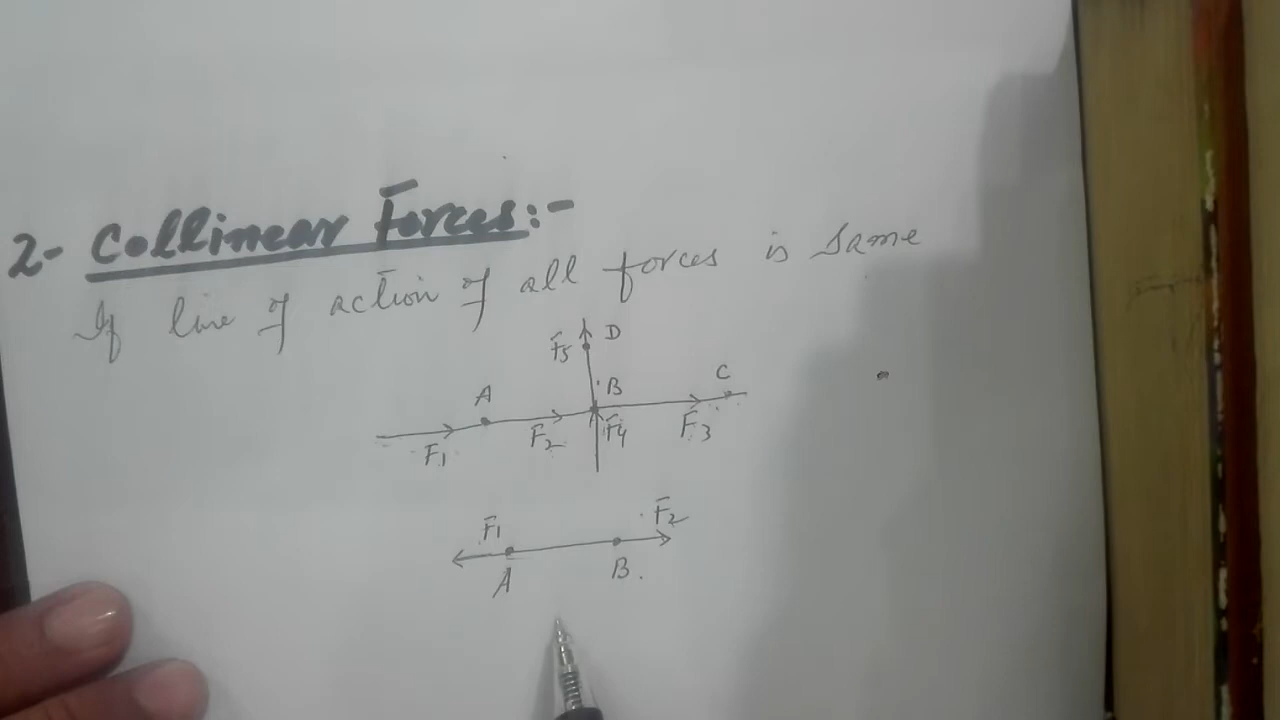 2- Collinear Forces:-
If line of action of all forces is same
F5 D
A B C
F1 F2 F4 F3
F1 F2
A B.